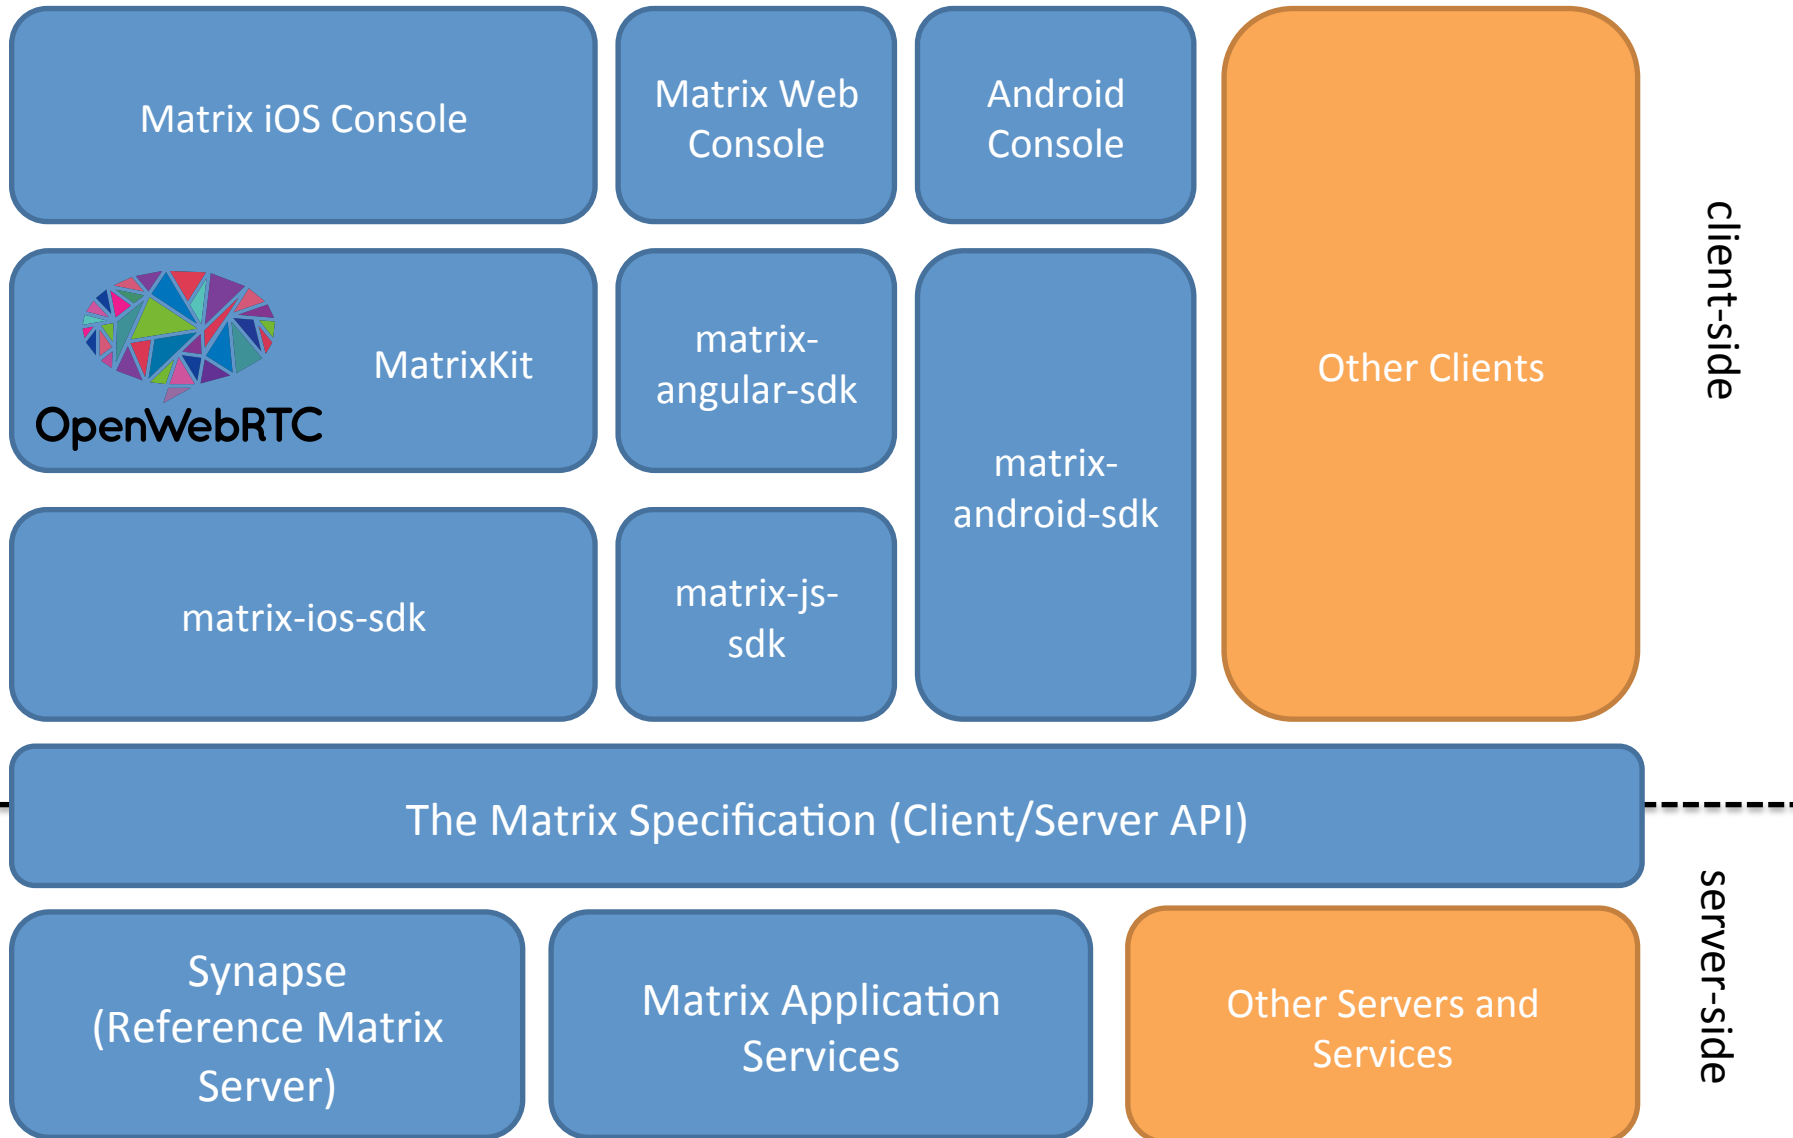 Matrix iOS Console
Matrix Web
Console
Android
Console
OpenWebRTC
MatrixKit
matrix-
angular-sdk
matrix-
android-sdk
Other Clients
client-side
matrix-ios-sdk
matrix-js-
sdk
The Matrix Specification (Client/Server API)
Synapse
(Reference Matrix
Server)
Matrix Application
Services
Other Servers and
Services
server-side